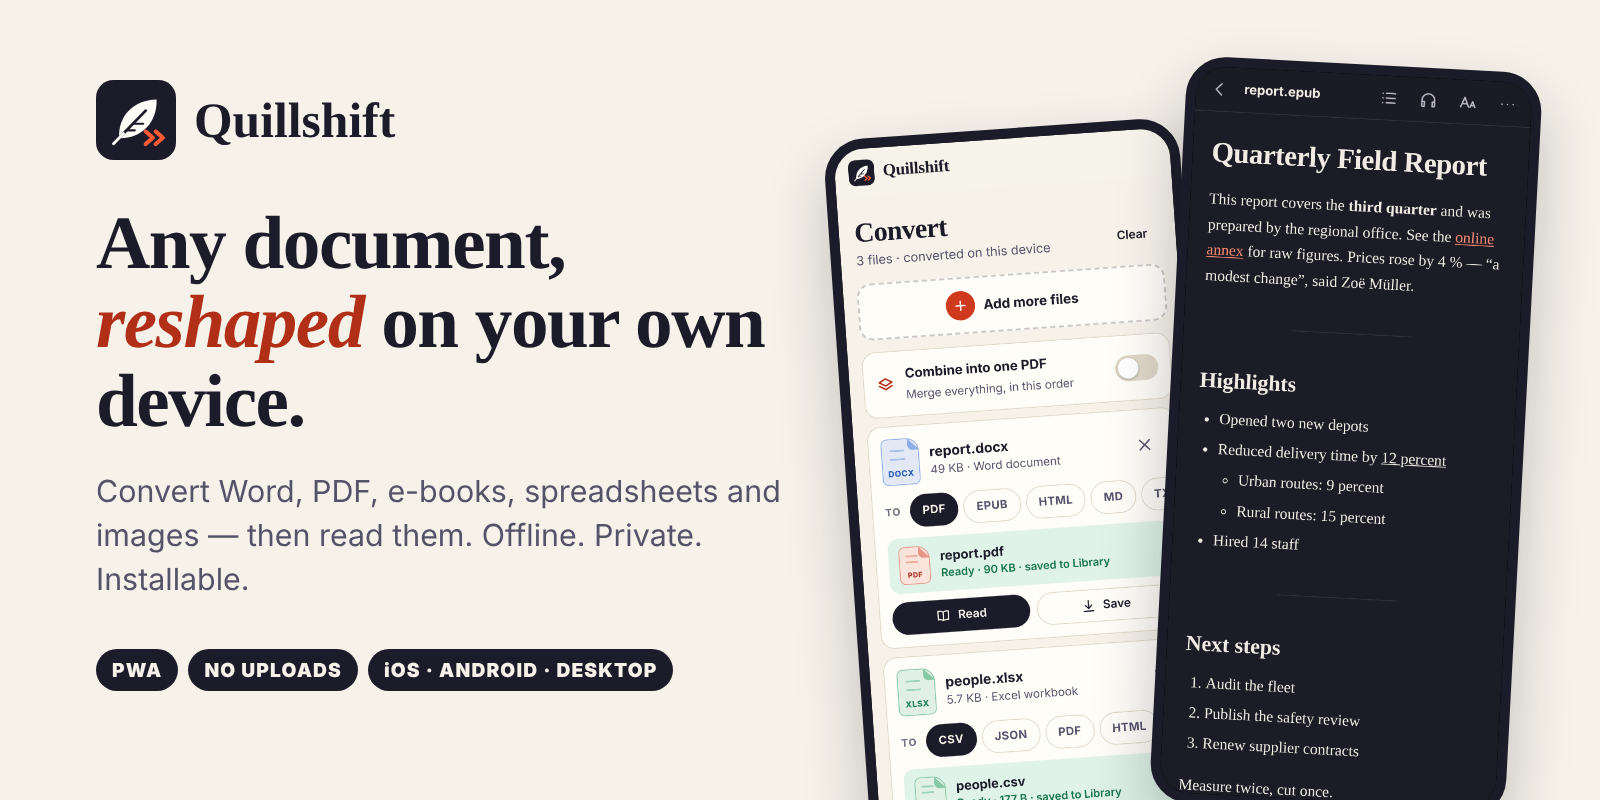 Quillshift
Any document,
reshaped on your own
device.
Convert Word, PDF, e-books, spreadsheets and
images — then read them. Offline. Private.
Installable.
PWA
NO UPLOADS
iOS · ANDROID · DESKTOP
Quillshift
Convert
3 files · converted on this device
Clear
Add more files
Combine into one PDF
Merge everything, in this order
DOCX
report.docx
49 KB · Word document
TO PDF EPUB HTML MD
PDF
report.pdf
Ready · 90 KB · saved to Library
Read
Save
XLSX
people.xlsx
5.7 KB · Excel workbook
TO CSV JSON PDF HTML
people.csv
Ready · 177 B · saved to Library
report.epub
Quarterly Field Report
This report covers the third quarter and was
prepared by the regional office. See the online
annex for raw figures. Prices rose by 4 % — “a
modest change”, said Zoë Müller.
Highlights
• Opened two new depots
• Reduced delivery time by 12 percent
◦ Urban routes: 9 percent
◦ Rural routes: 15 percent
• Hired 14 staff
Next steps
1. Audit the fleet
2. Publish the safety review
3. Renew supplier contracts
Measure twice, cut once.